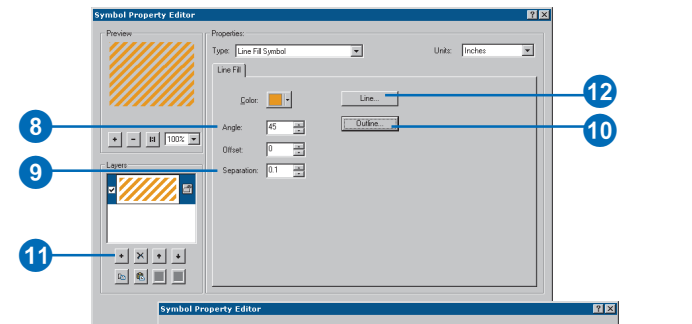 Symbol Property Editor
Preview
Properties:
Type: Line Fill Symbol
Units: Inches
Line Fill
Color:
Line...
12
8
Angle: 45
Outline...
10
100%
Offset: 0
9
Layers
Separation: 0.1
11
Symbol Property Editor